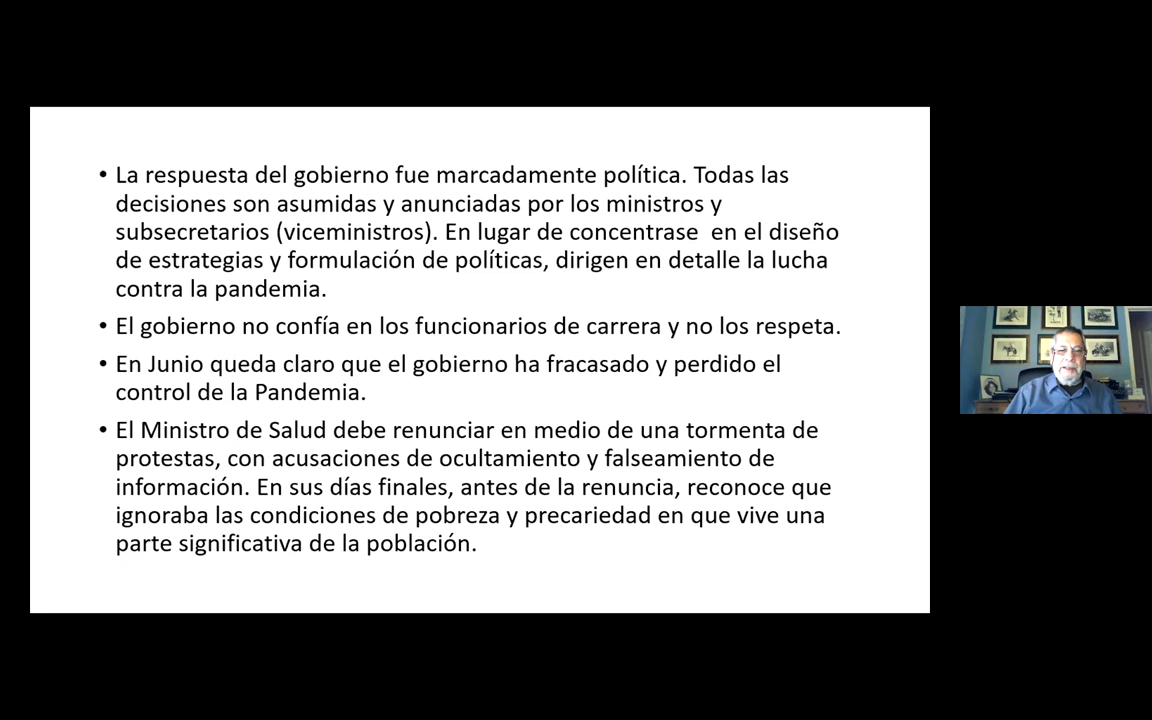 • La respuesta del gobierno fue marcadamente política. Todas las
decisiones son asumidas y anunciadas por los ministros y
subsecretarios (viceministros). En lugar de concentrase  en el diseño
de estrategias y formulación de políticas, dirigen en detalle la lucha
contra la pandemia.
• El gobierno no confía en los funcionarios de carrera y no los respeta.
• En Junio queda claro que el gobierno ha fracasado y perdido el
control de la Pandemia.
• El Ministro de Salud debe renunciar en medio de una tormenta de
protestas, con acusaciones de ocultamiento y falseamiento de
información. En sus días finales, antes de la renuncia, reconoce que
ignoraba las condiciones de pobreza y precariedad en que vive una
parte significativa de la población.